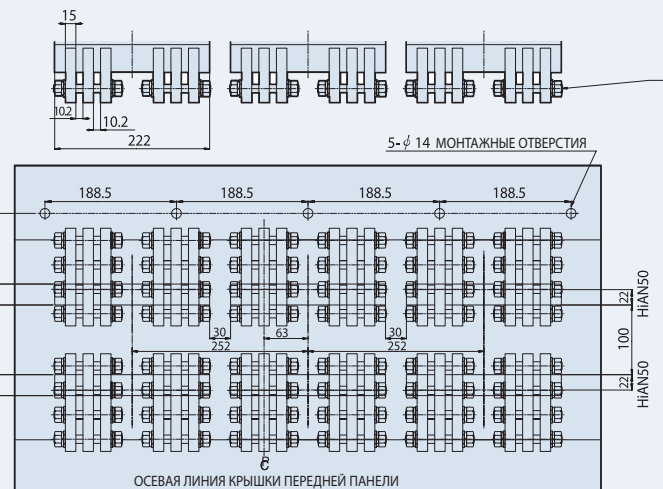 15
10.2
10.2
222
5-ϕ 14 МОНТАЖНЫЕ ОТВЕРСТИЯ
188.5 188.5 188.5 188.5
22 HiAN50
30 63 30
252 252
100
22 HiAN50
ОСЕВАЯ ЛИНИЯ КРЫШКИ ПЕРЕДНЕЙ ПАНЕЛИ